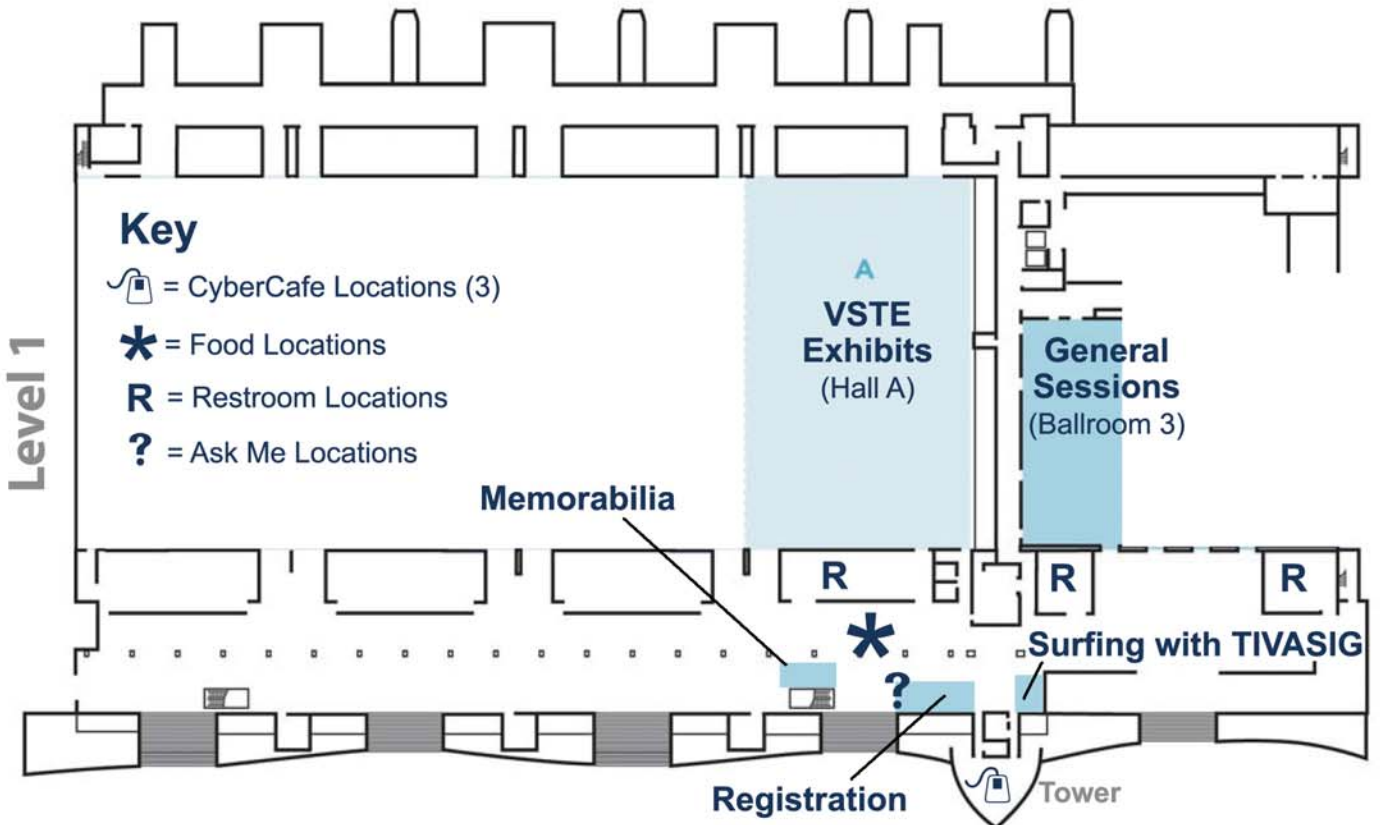 Level 1
Key
= CyberCafe Locations (3)
* = Food Locations
R = Restroom Locations
? = Ask Me Locations
A
VSTE
Exhibits
(Hall A)
General
Sessions
(Ballroom 3)
Memorabilia
R
R
R
*
Surfing with TIVASIG
?
Registration
Tower